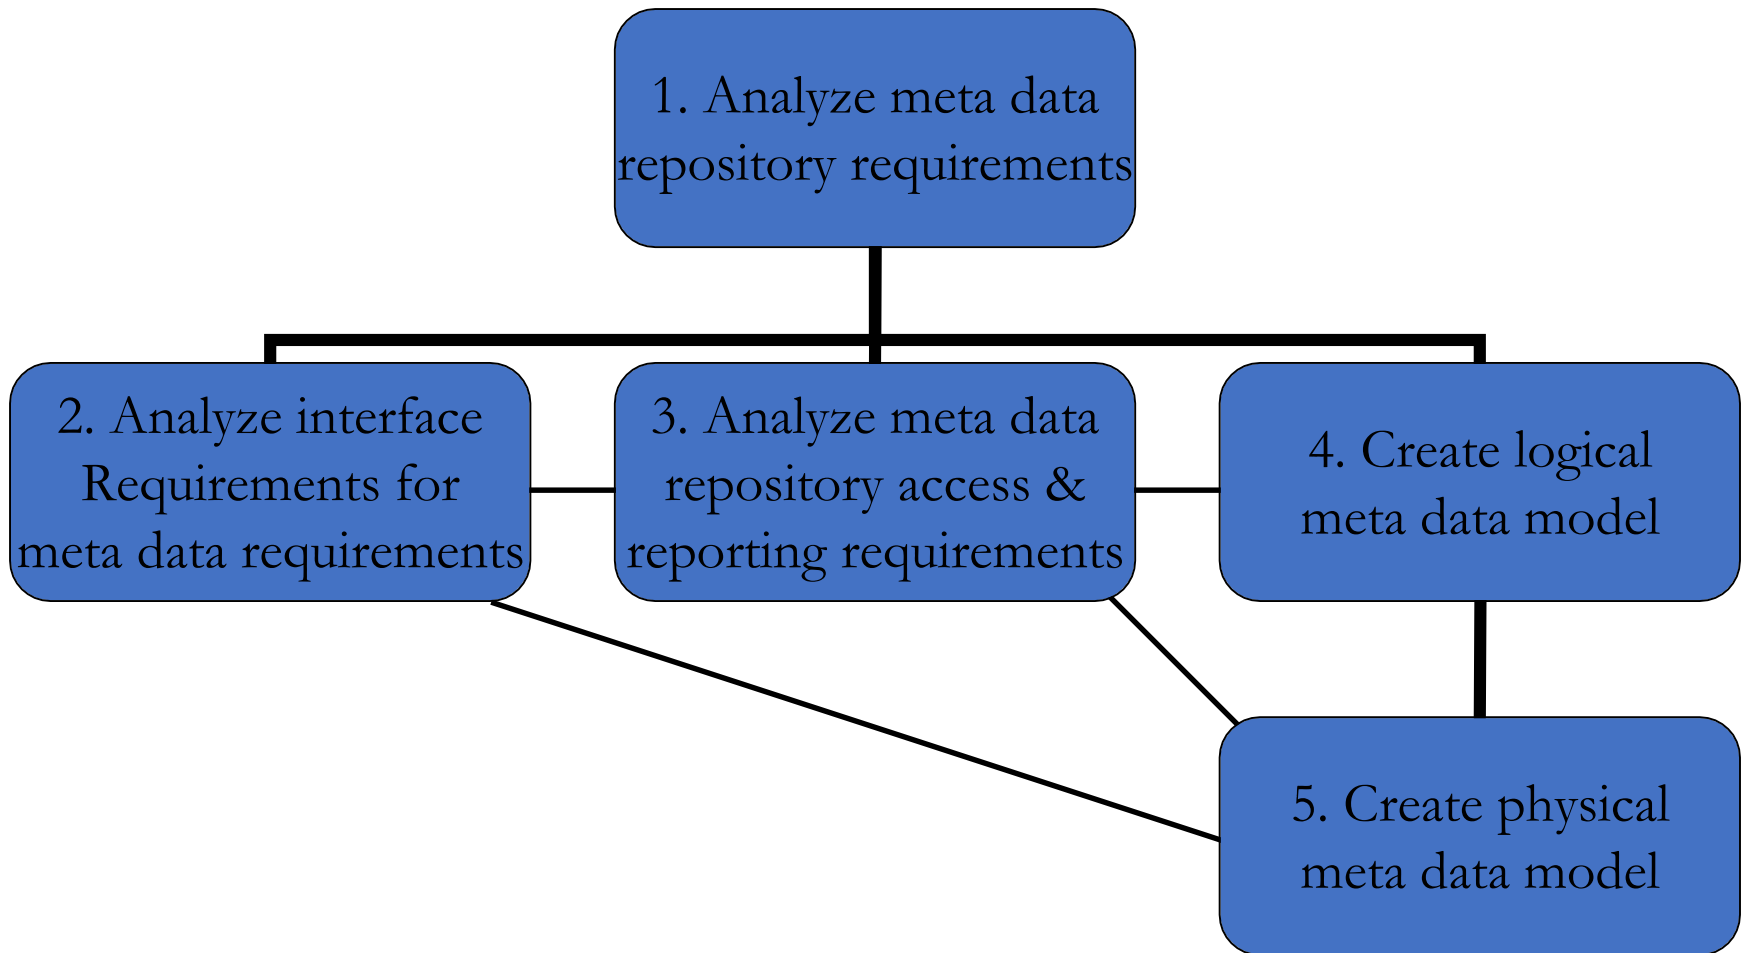 1. Analyze meta data
repository requirements
2. Analyze interface
Requirements for
meta data requirements
3. Analyze meta data
repository access &
reporting requirements
4. Create logical
meta data model
5. Create physical
meta data model